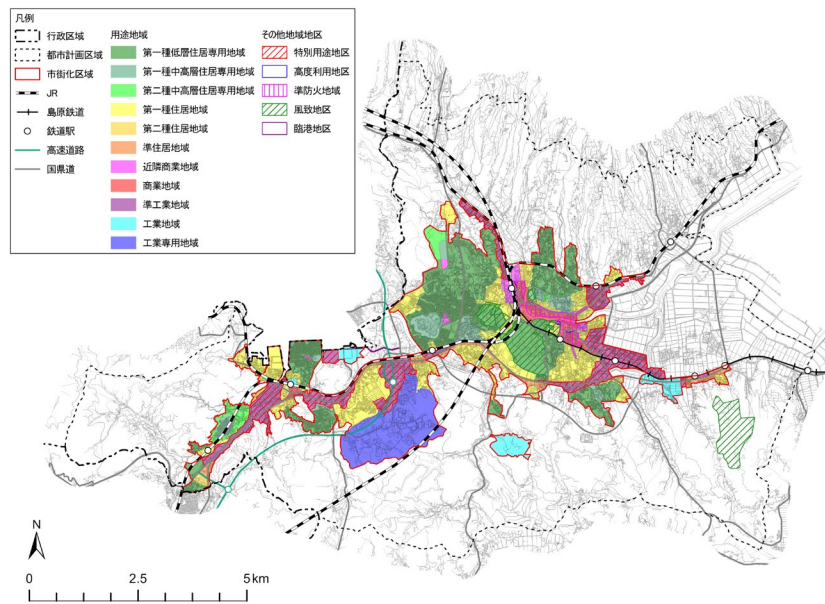 凡例
行政区域
都市計画区域
市街化区域
JR
島原鉄道
鉄道駅
高速道路
国県道
用途地域
第一種低層住居専用地域
第一種中高層住居専用地域
第二種中高層住居専用地域
第一種住居地域
第二種住居地域
準住居地域
近隣商業地域
商業地域
準工業地域
工業地域
工業専用地域
その他地域地区
特別用途地区
高度利用地区
準防火地域
風致地区
臨港地区
N
0 2.5 5km